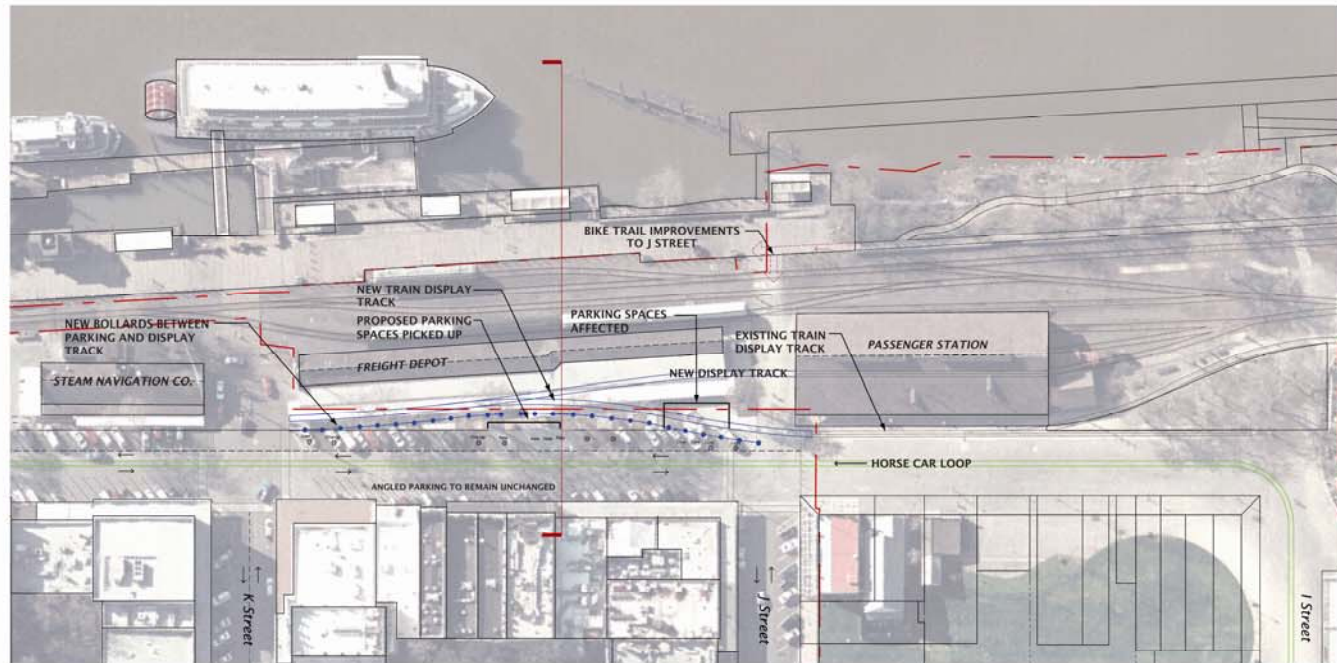 BIKE TRAIL IMPROVEMENTS
TO J STREET
NEW TRAIN DISPLAY
TRACK
PROPOSED PARKING
SPACES PICKED UP
PARKING SPACES
AFFECTED
NEW BOLLARDS BETWEEN
PARKING AND DISPLAY
TRACK
EXISTING TRAIN
DISPLAY TRACK
PASSENGER STATION
FREIGHT DEPOT
NEW DISPLAY TRACK
STEAM NAVIGATION CO.
HORSE CAR LOOP
ANGLED PARKING TO REMAIN UNCHANGED
K Street
J Street
I Street